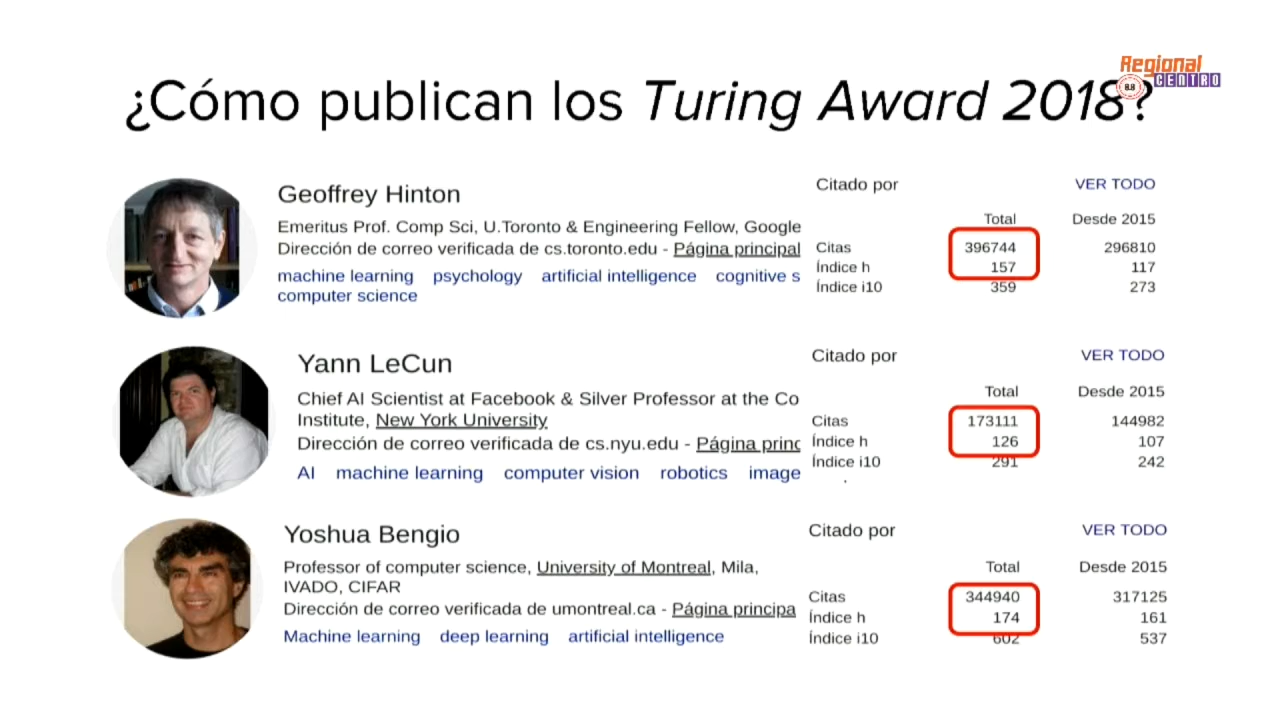 Regional
CENTRO
8.8
¿Cómo publican los Turing Award 2018?
Geoffrey Hinton
Emeritus Prof. Comp Sci, U.Toronto & Engineering Fellow, Google
Dirección de correo verificada de cs.toronto.edu - Página principal
machine learning psychology artificial intelligence cognitive s
computer science
Citado por VER TODO
Total Desde 2015
Citas 396744 296810
Índice h 157 117
Índice i10 359 273
Yann LeCun
Chief AI Scientist at Facebook & Silver Professor at the Co
Institute, New York University
Dirección de correo verificada de cs.nyu.edu - Página princ
AI machine learning computer vision robotics image
Citado por VER TODO
Total Desde 2015
Citas 173111 144982
Índice h 126 107
Índice i10 291 242
Yoshua Bengio
Professor of computer science, University of Montreal, Mila,
IVADO, CIFAR
Dirección de correo verificada de umontreal.ca - Página principa
Machine learning deep learning artificial intelligence
Citado por VER TODO
Total Desde 2015
Citas 344940 317125
Índice h 174 161
Índice i10 602 537